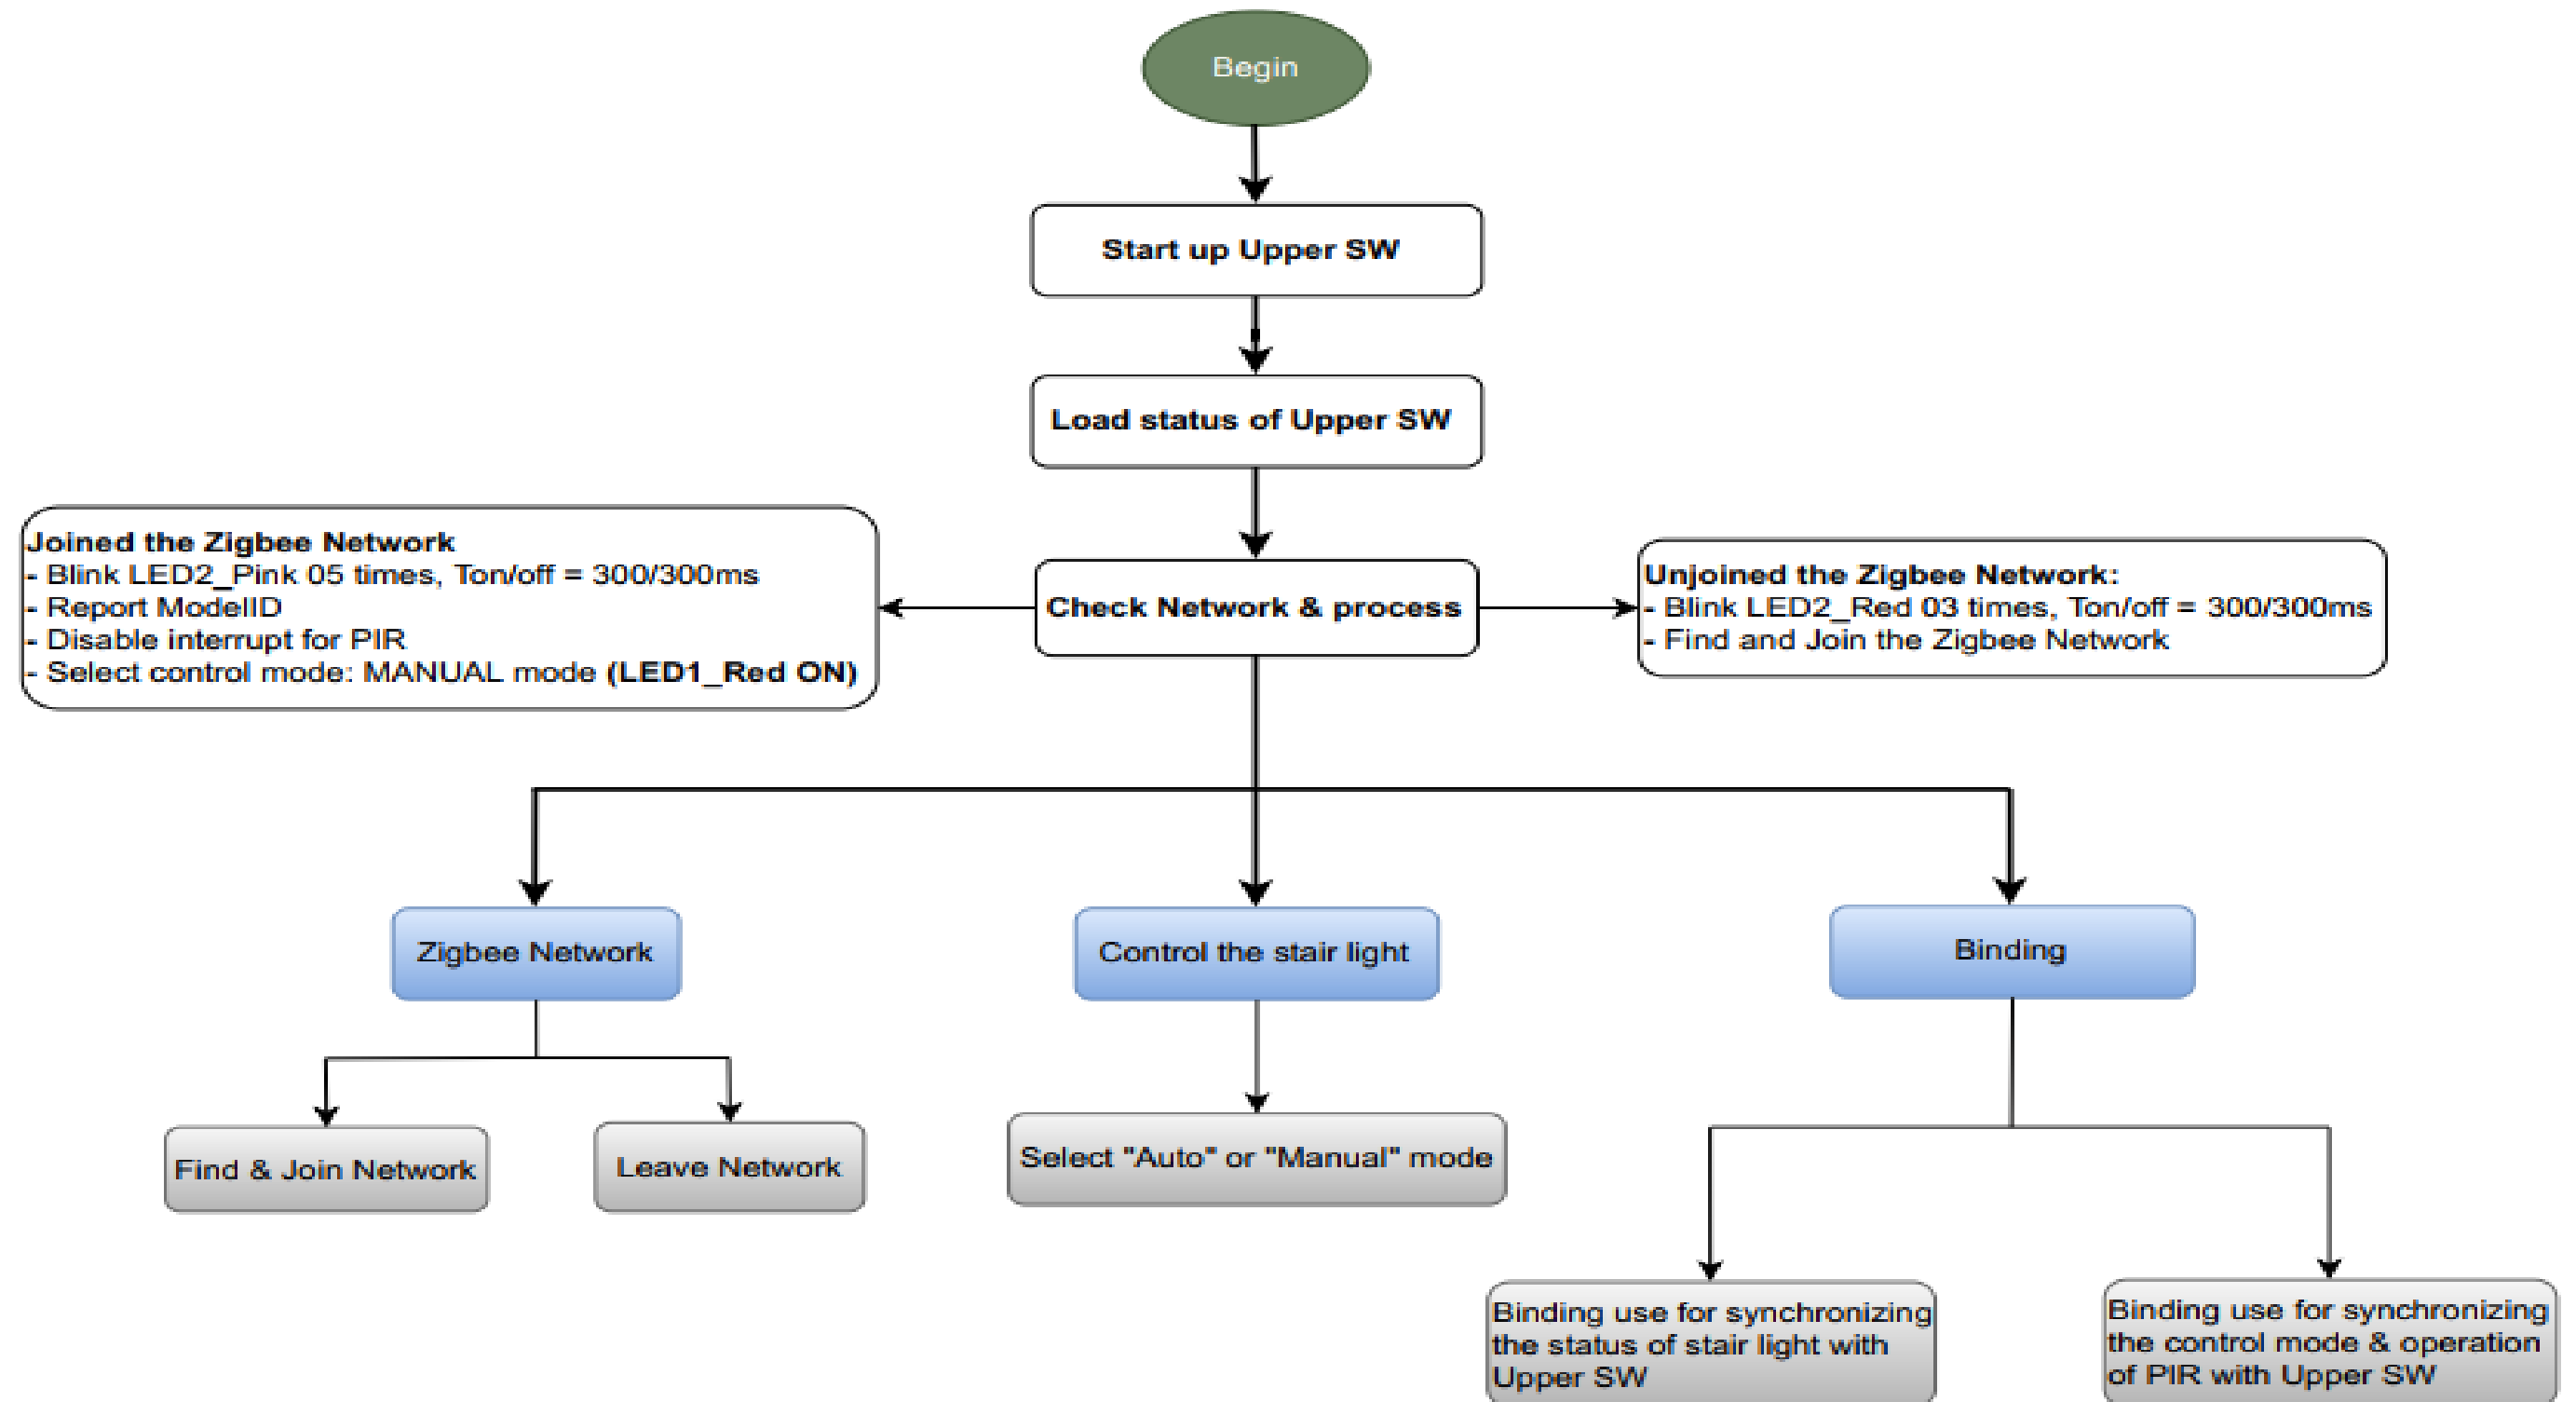 Begin
Start up Upper SW
Load status of Upper SW
Joined the Zigbee Network
- Blink LED2_Pink 05 times, Ton/off = 300/300ms
- Report ModelID
- Disable interrupt for PIR
- Select control mode: MANUAL mode (LED1_Red ON)
Check Network & process
Unjoined the Zigbee Network:
- Blink LED2_Red 03 times, Ton/off = 300/300ms
- Find and Join the Zigbee Network
Zigbee Network
Control the stair light
Binding
Find & Join Network
Leave Network
Select "Auto" or "Manual" mode
Binding use for synchronizing
the status of stair light with
Upper SW
Binding use for synchronizing
the control mode & operation
of PIR with Upper SW